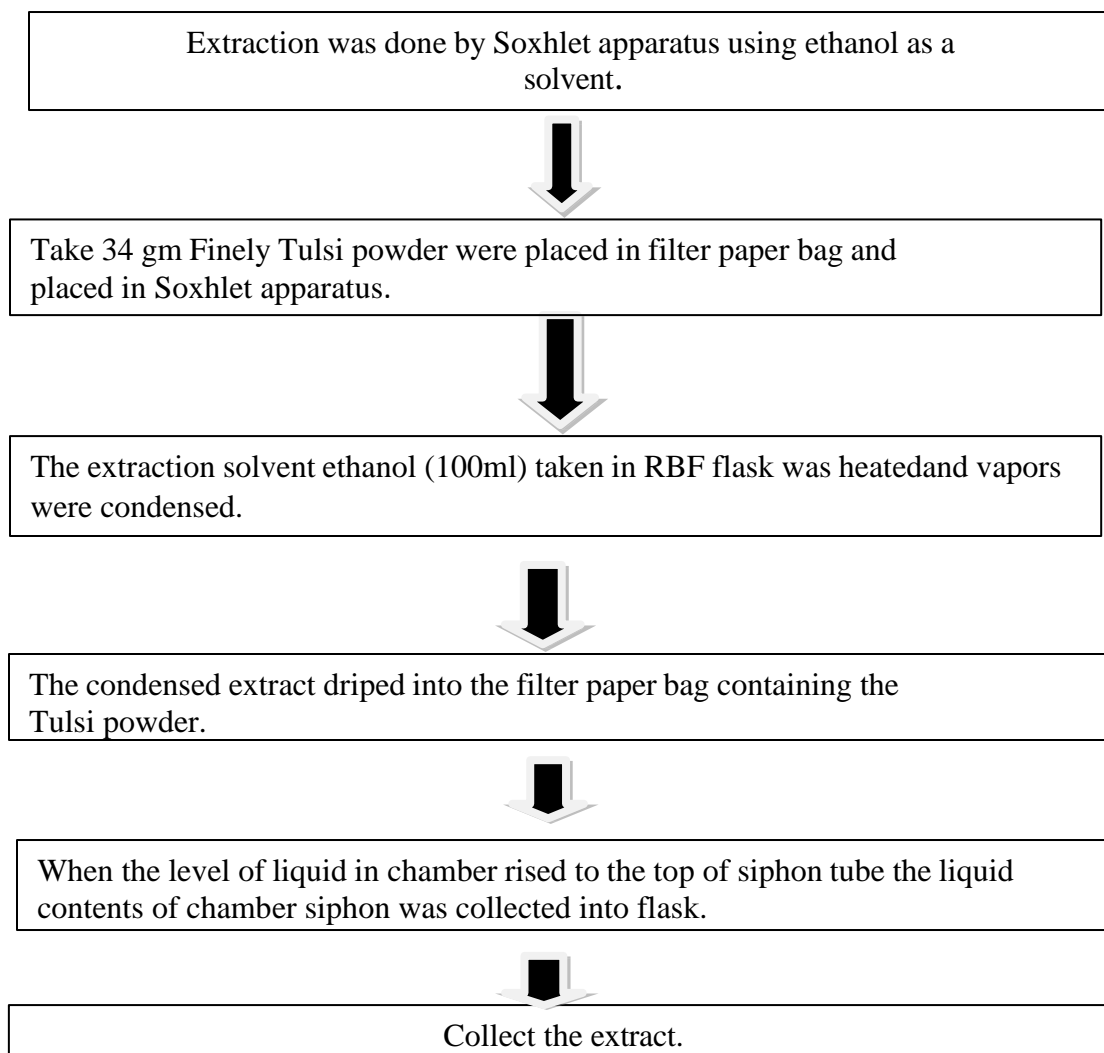 Extraction was done by Soxhlet apparatus using ethanol as a
solvent.
Take 34 gm Finely Tulsi powder were placed in filter paper bag and
placed in Soxhlet apparatus.
The extraction solvent ethanol (100ml) taken in RBF flask was heatedand vapors
were condensed.
The condensed extract driped into the filter paper bag containing the
Tulsi powder.
When the level of liquid in chamber rised to the top of siphon tube the liquid
contents of chamber siphon was collected into flask.
Collect the extract.